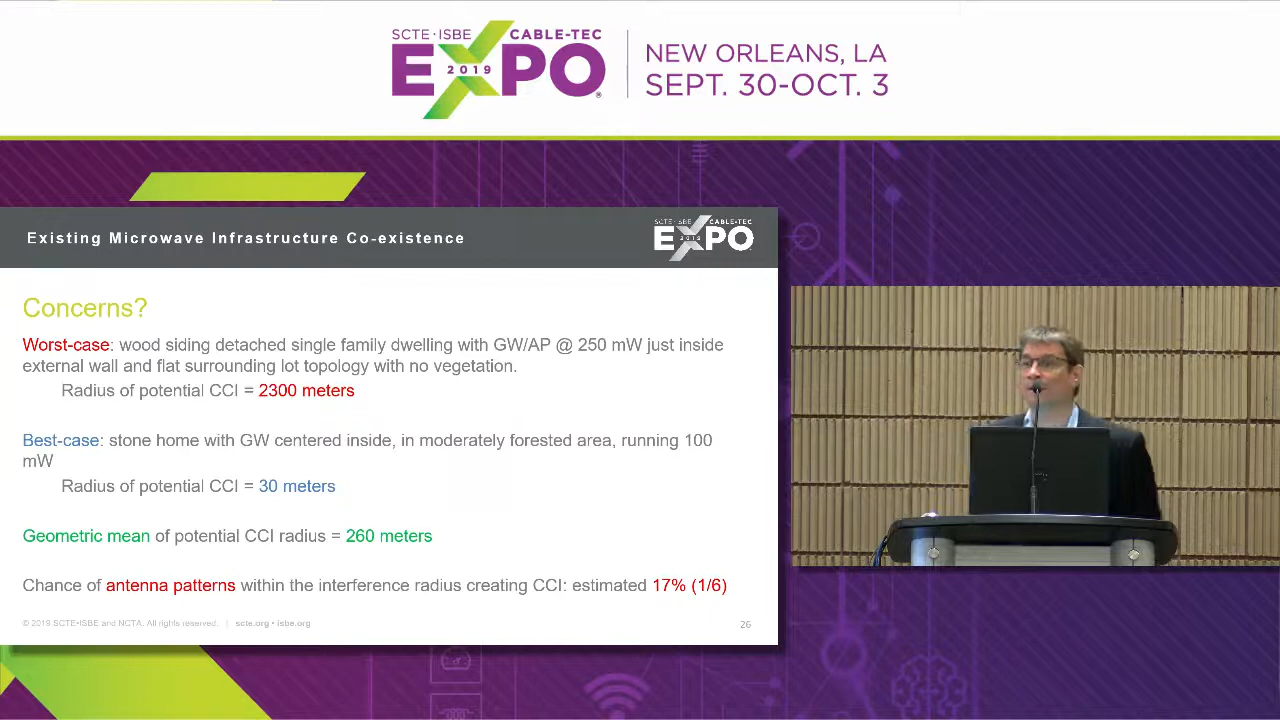 SCTE·ISBE CABLE-TEC
EXPO
2019
NEW ORLEANS, LA
SEPT. 30-OCT. 3
Existing Microwave Infrastructure Co-existence
SCTE·ISBE CABLE-TEC
EXPO
2019
Concerns?
Worst-case: wood siding detached single family dwelling with GW/AP @ 250 mW just inside
external wall and flat surrounding lot topology with no vegetation.
Radius of potential CCI = 2300 meters
Best-case: stone home with GW centered inside, in moderately forested area, running 100
mW
Radius of potential CCI = 30 meters
Geometric mean of potential CCI radius = 260 meters
Chance of antenna patterns within the interference radius creating CCI: estimated 17% (1/6)
© 2019 SCTE•ISBE and NCTA. All rights reserved. | scte.org • isbe.org
26